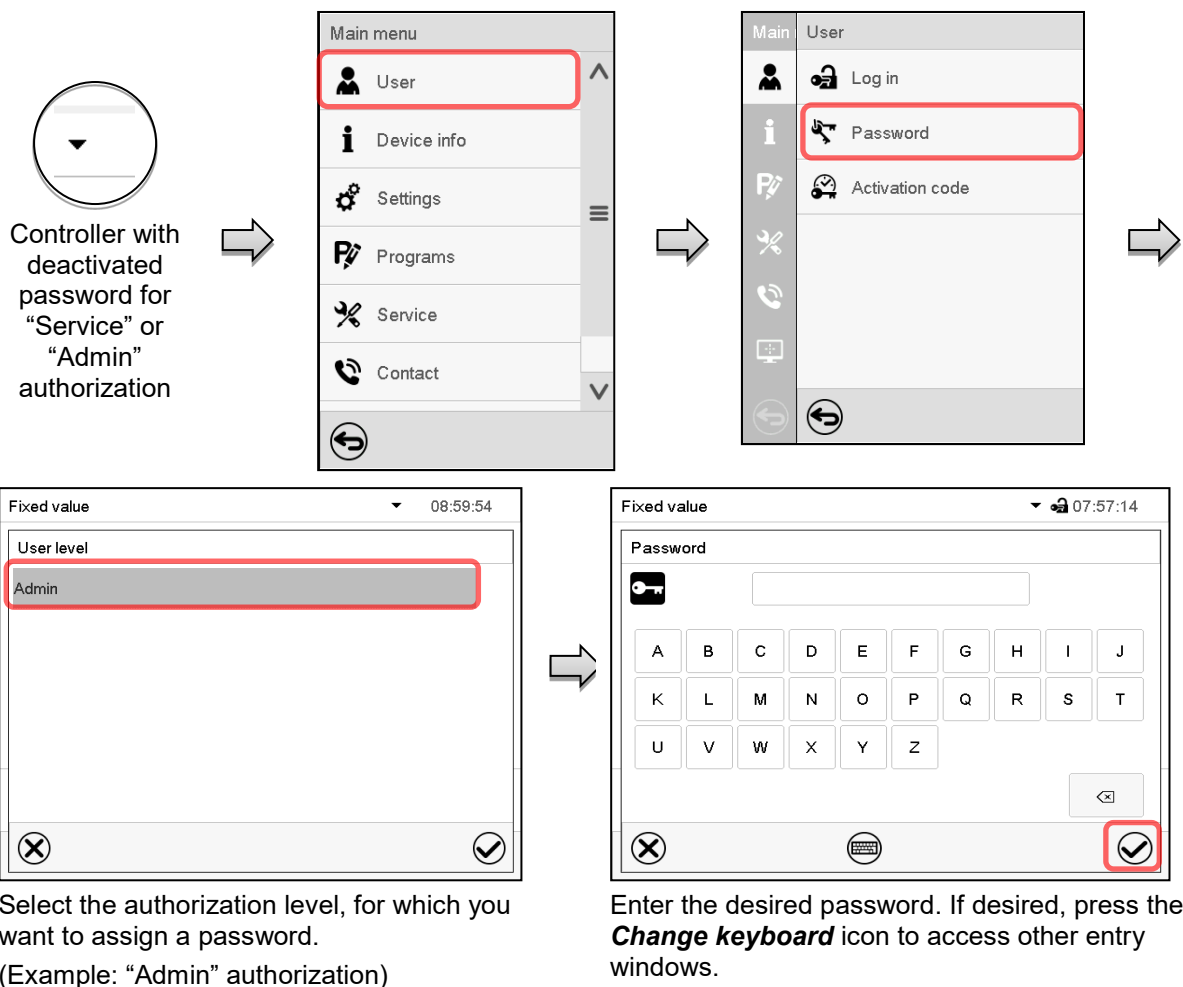 Controller with
deactivated
password for
“Service” or
“Admin”
authorization
Main menu
User
Device info
Settings
Programs
Service
Contact
Main
User
Log in
Password
Activation code
Fixed value 08:59:54
User level
Admin
Select the authorization level, for which you
want to assign a password.
(Example: “Admin” authorization)
Fixed value 07:57:14
Password
A B C D E F G H I J
K L M N O P Q R S T
U V W X Y Z
Enter the desired password. If desired, press the
Change keyboard icon to access other entry
windows.